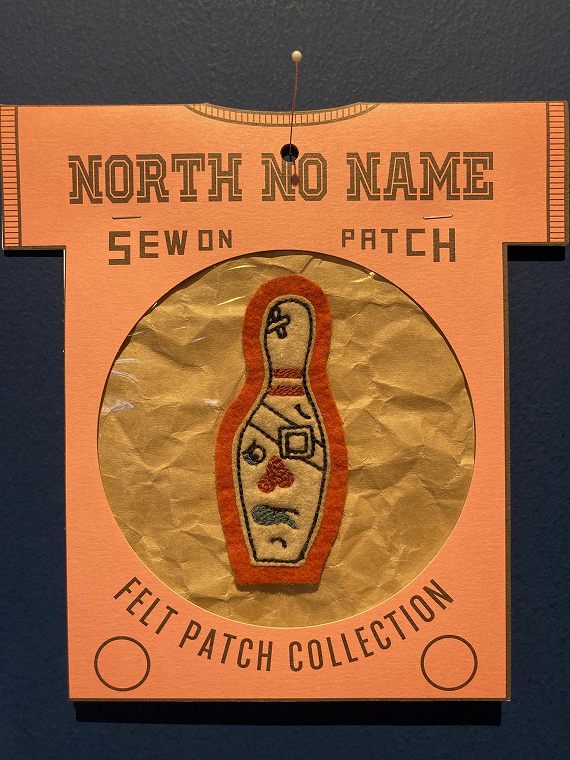 NORTH NO NAME
SEW ON PATCH
FELT PATCH COLLECTION